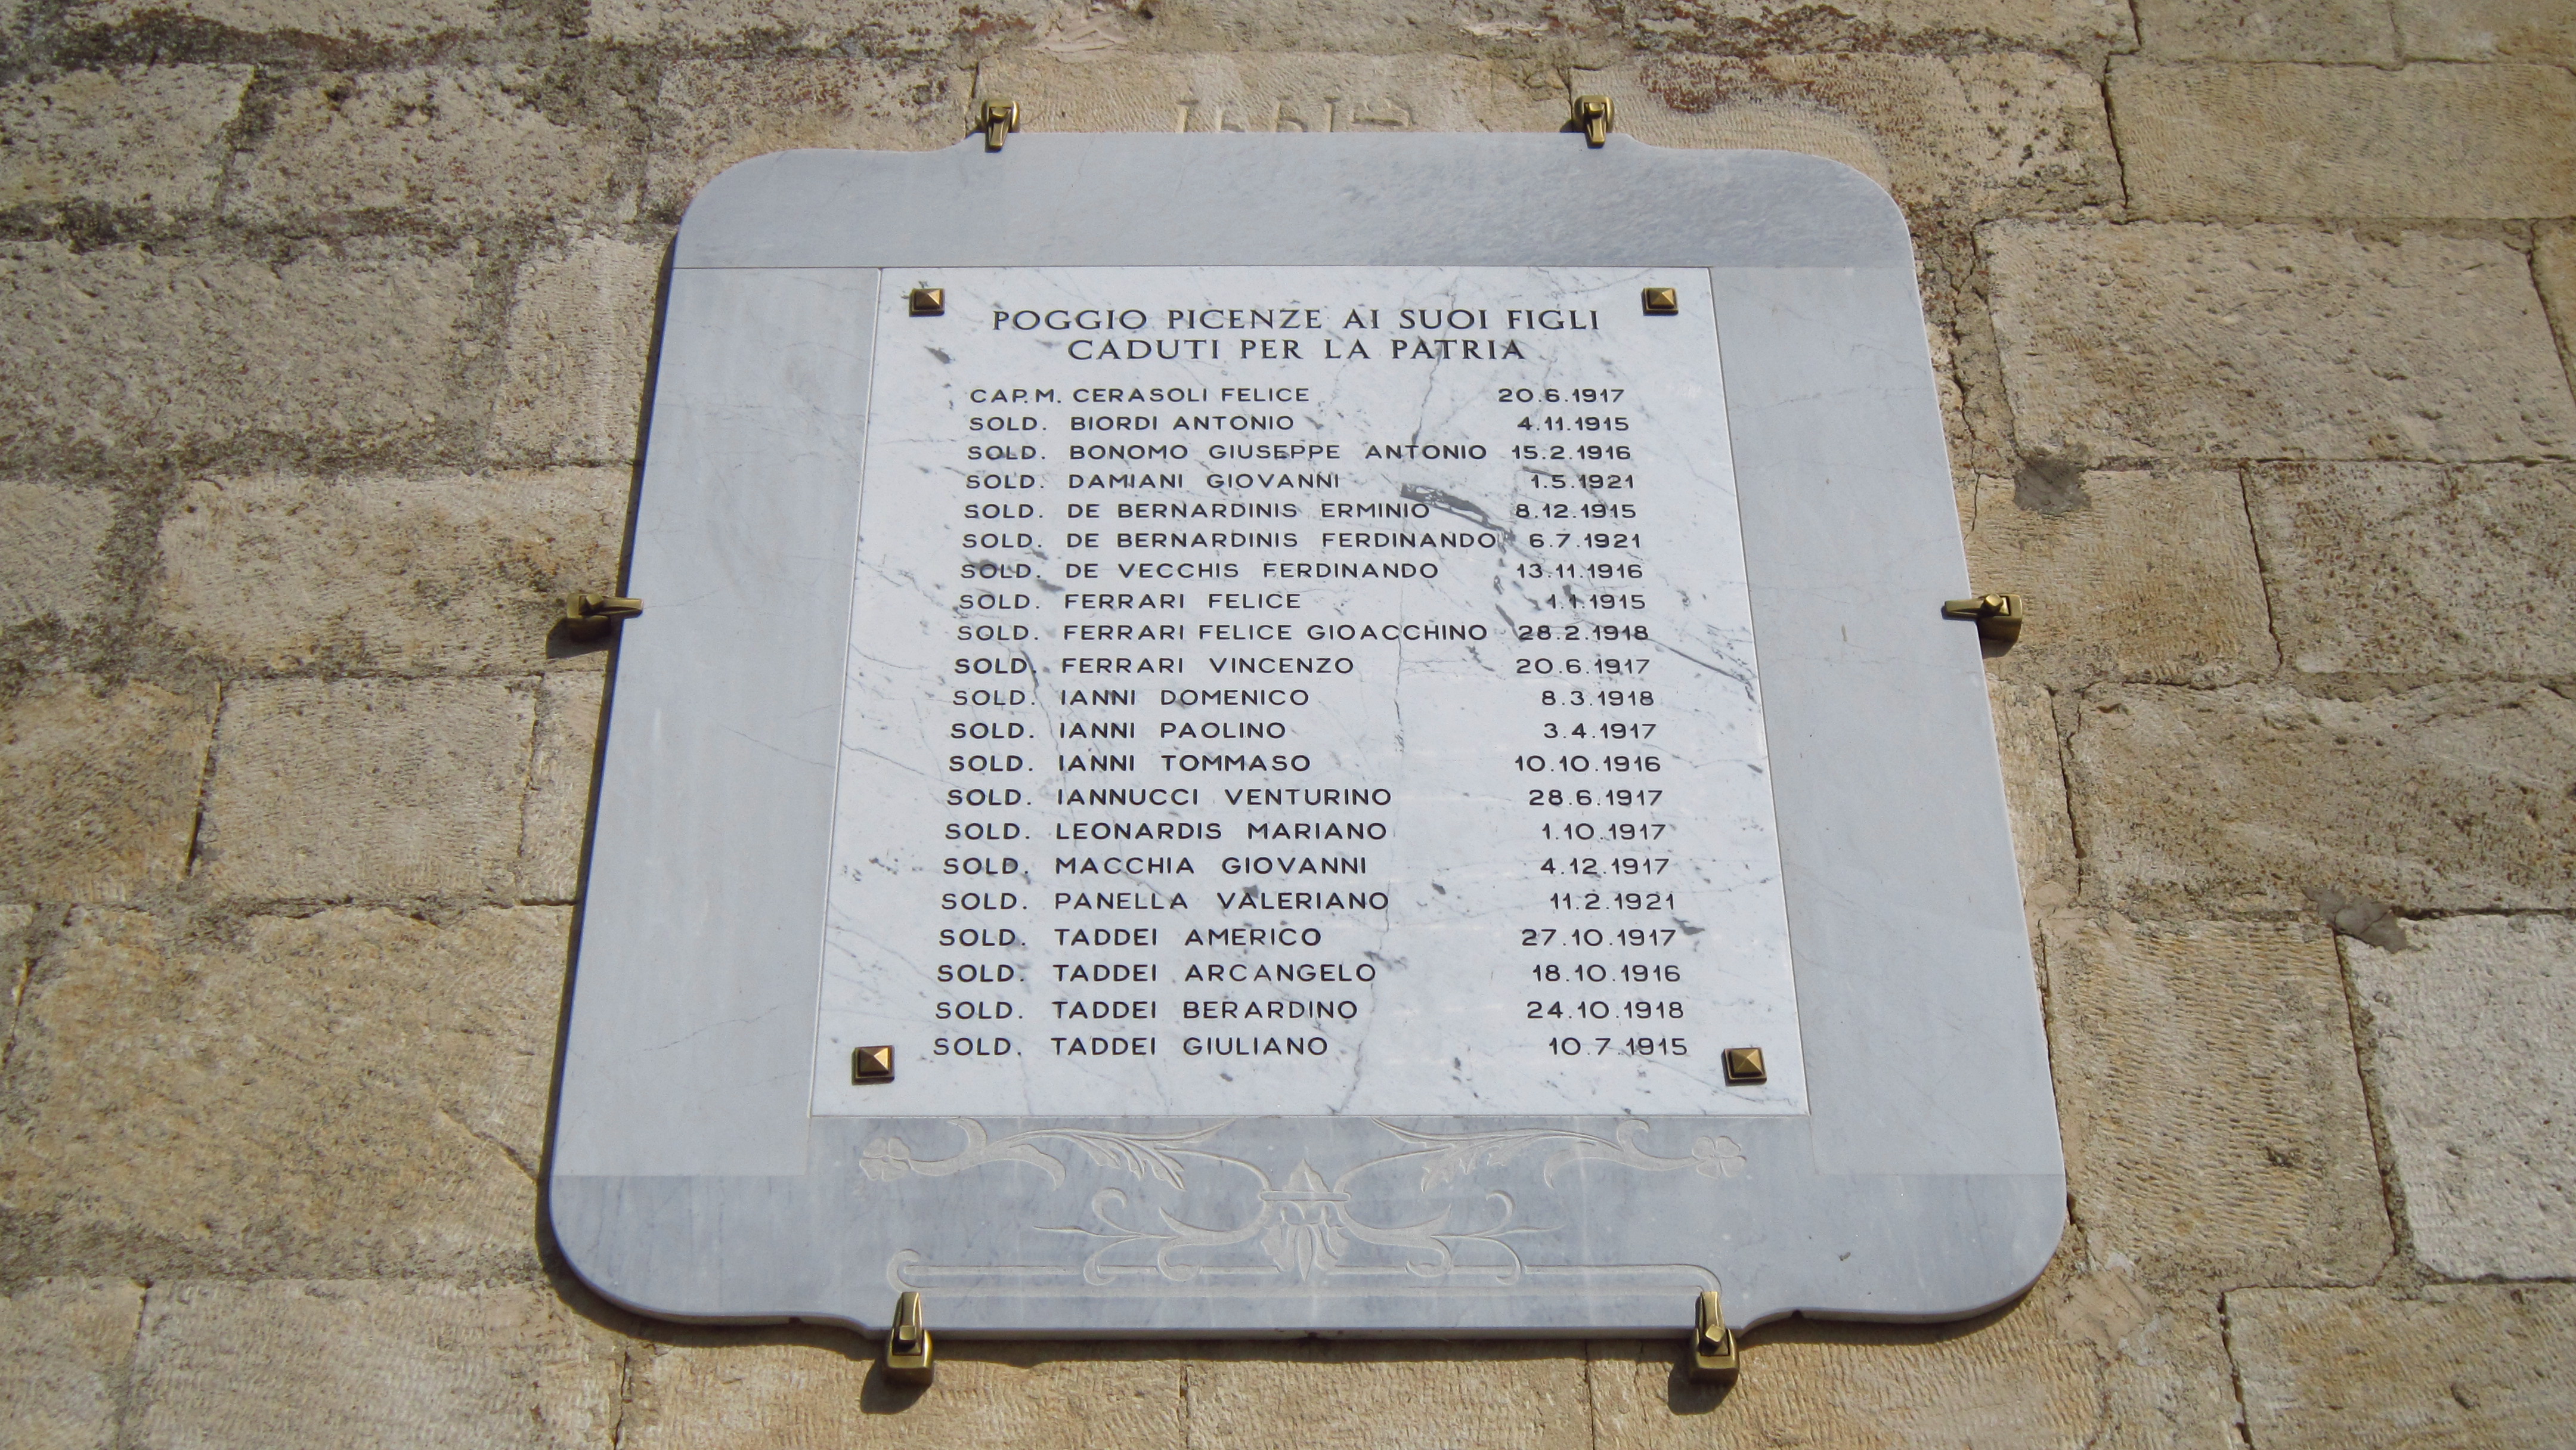 POGGIO PICENZE AI SUOI FIGLI
CADUTI PER LA PATRIA
CAP. M. CERASOLI FELICE 20.6.1917
SOLD. BIORDI ANTONIO 4.11.1915
SOLD. BONOMO GIUSEPPE ANTONIO 15.2.1916
SOLD. DAMIANI GIOVANNI 1.5.1921
SOLD. DE BERNARDINIS ERMINIO 8.12.1915
SOLD. DE BERNARDINIS FERDINANDO 6.7.1921
SOLD. DE VECCHIS FERDINANDO 13.11.1916
SOLD. FERRARI FELICE 1.1.1915
SOLD. FERRARI FELICE GIOACCHINO 28.2.1918
SOLD. FERRARI VINCENZO 20.6.1917
SOLD. IANNI DOMENICO 8.3.1918
SOLD. IANNI PAOLINO 3.4.1917
SOLD. IANNI TOMMASO 10.10.1916
SOLD. IANNUCCI VENTURINO 28.6.1917
SOLD. LEONARDIS MARIANO 1.10.1917
SOLD. MACCHIA GIOVANNI 4.12.1917
SOLD. PANELLA VALERIANO 11.2.1921
SOLD. TADDEI AMERICO 27.10.1917
SOLD. TADDEI ARCANGELO 18.10.1916
SOLD. TADDEI BERARDINO 24.10.1918
SOLD. TADDEI GIULIANO 10.7.1915